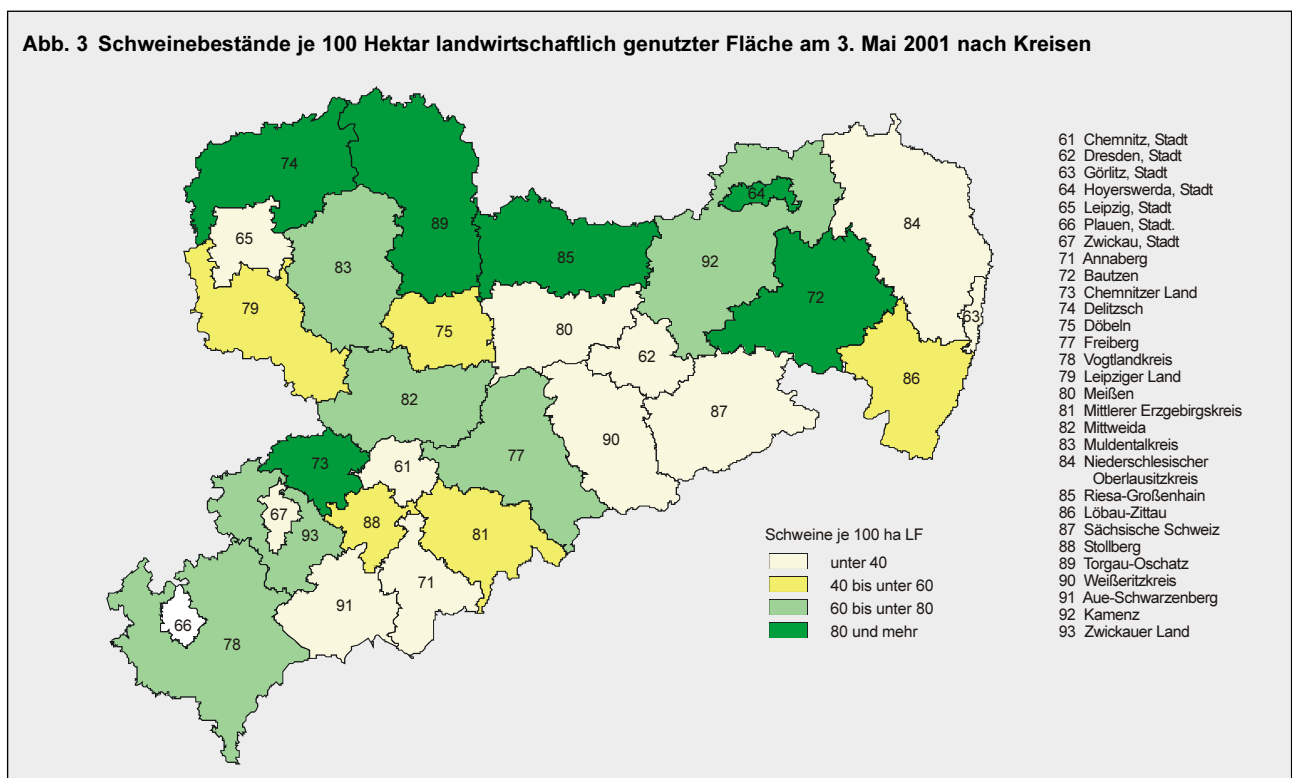 Abb. 3 Schweinebestände je 100 Hektar landwirtschaftlich genutzter Fläche am 3. Mai 2001 nach Kreisen
74
89
65
83
85
64
84
92
72
79
75
80
62
63
86
82
87
90
73
61
77
67
88
93
81
71
91
66
78
61 Chemnitz, Stadt
62 Dresden, Stadt
63 Görlitz, Stadt
64 Hoyerswerda, Stadt
65 Leipzig, Stadt
66 Plauen, Stadt.
67 Zwickau, Stadt
71 Annaberg
72 Bautzen
73 Chemnitzer Land
74 Delitzsch
75 Döbeln
77 Freiberg
78 Vogtlandkreis
79 Leipziger Land
80 Meißen
81 Mittlerer Erzgebirgskreis
82 Mittweida
83 Muldentalkreis
84 Niederschlesischer
Oberlausitzkreis
85 Riesa-Großenhain
86 Löbau-Zittau
87 Sächsische Schweiz
88 Stollberg
89 Torgau-Oschatz
90 Weißeritzkreis
91 Aue-Schwarzenberg
92 Kamenz
93 Zwickauer Land
Schweine je 100 ha LF
unter 40
40 bis unter 60
60 bis unter 80
80 und mehr